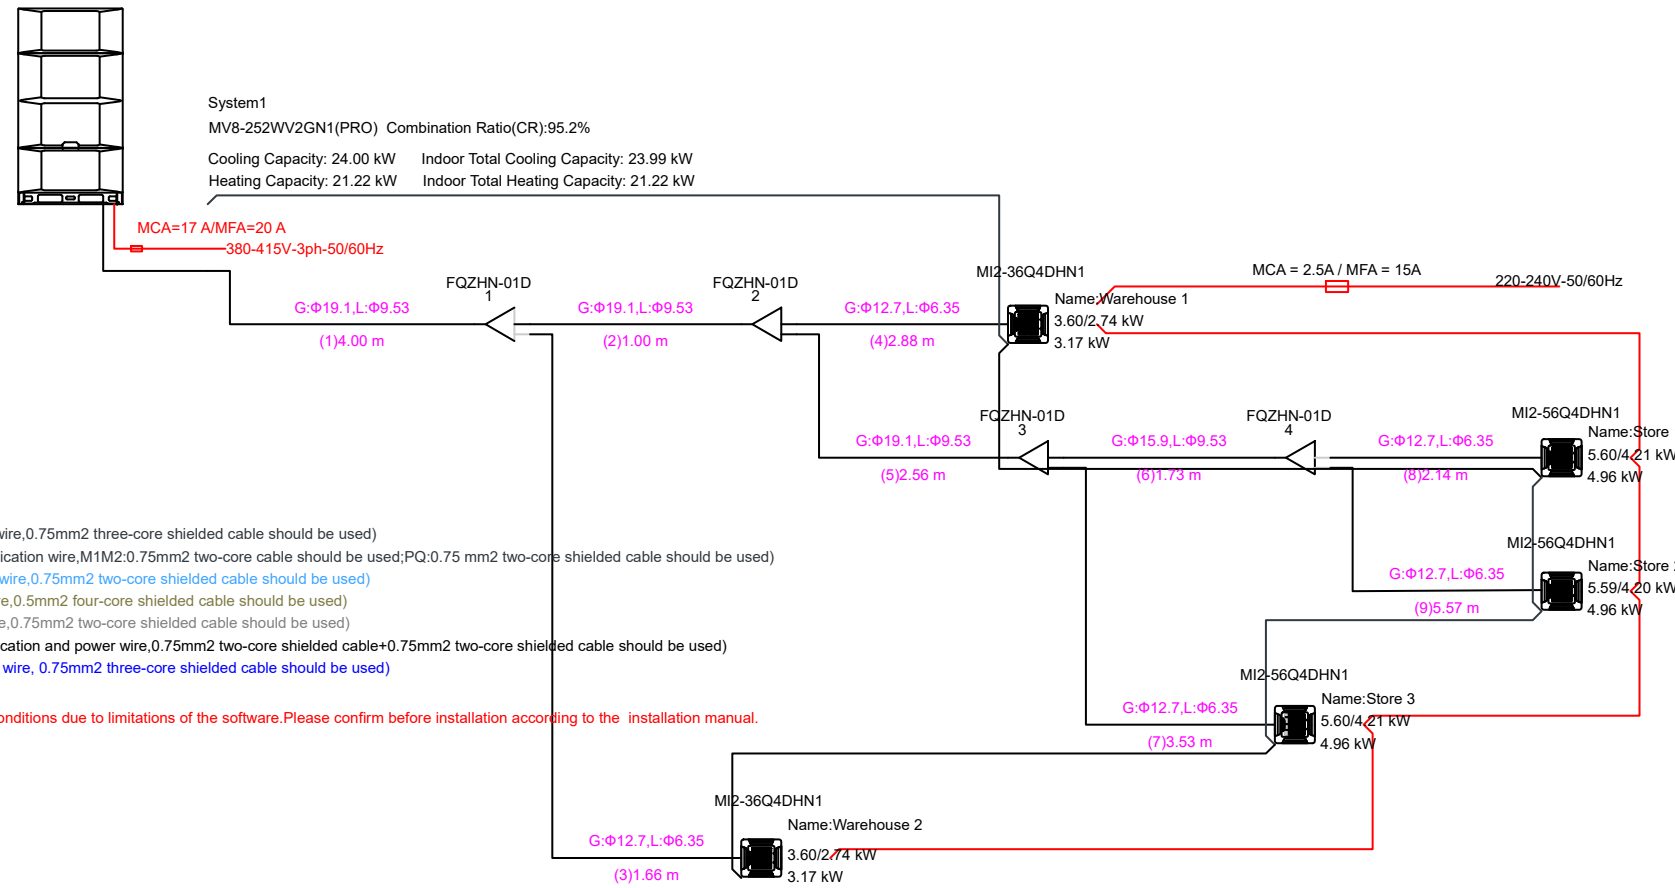 System1
MV8-252WV2GN1(PRO)  Combination Ratio(CR):95.2%
Cooling Capacity: 24.00 kW  Indoor Total Cooling Capacity: 23.99 kW
Heating Capacity: 21.22 kW  Indoor Total Heating Capacity: 21.22 kW
MCA=17 A/MFA=20 A
380-415V-3ph-50/60Hz
FQZHN-01D
1
G:Φ19.1,L:Φ9.53
(1)4.00 m
FQZHN-01D
2
G:Φ19.1,L:Φ9.53
(2)1.00 m
G:Φ12.7,L:Φ6.35
(4)2.88 m
MI2-36Q4DHN1
Name:Warehouse 1
3.60/2.74 kW
3.17 kW
MCA = 2.5A / MFA = 15A
220-240V-50/60Hz
FQZHN-01D
3
G:Φ19.1,L:Φ9.53
(5)2.56 m
FQZHN-01D
4
G:Φ15.9,L:Φ9.53
(6)1.73 m
G:Φ12.7,L:Φ6.35
(8)2.14 m
MI2-56Q4DHN1
Name:Store
5.60/4.21 kW
4.96 kW
MI2-56Q4DHN1
Name:Store
5.59/4.20 kW
4.96 kW
G:Φ12.7,L:Φ6.35
(9)5.57 m
wire,0.75mm2 three-core shielded cable should be used)
ication wire,M1M2:0.75mm2 two-core cable should be used;PQ:0.75 mm2 two-core shielded cable should be used)
wire,0.75mm2 two-core shielded cable should be used)
e,0.5mm2 four-core shielded cable should be used)
e,0.75mm2 two-core shielded cable should be used)
cation and power wire,0.75mm2 two-core shielded cable+0.75mm2 two-core shielded cable should be used)
wire, 0.75mm2 three-core shielded cable should be used)
onditions due to limitations of the software.Please confirm before installation according to the  installation manual.
MI2-56Q4DHN1
Name:Store 3
5.60/4.21 kW
4.96 kW
G:Φ12.7,L:Φ6.35
(7)3.53 m
MI2-36Q4DHN1
Name:Warehouse 2
3.60/2.74 kW
3.17 kW
G:Φ12.7,L:Φ6.35
(3)1.66 m